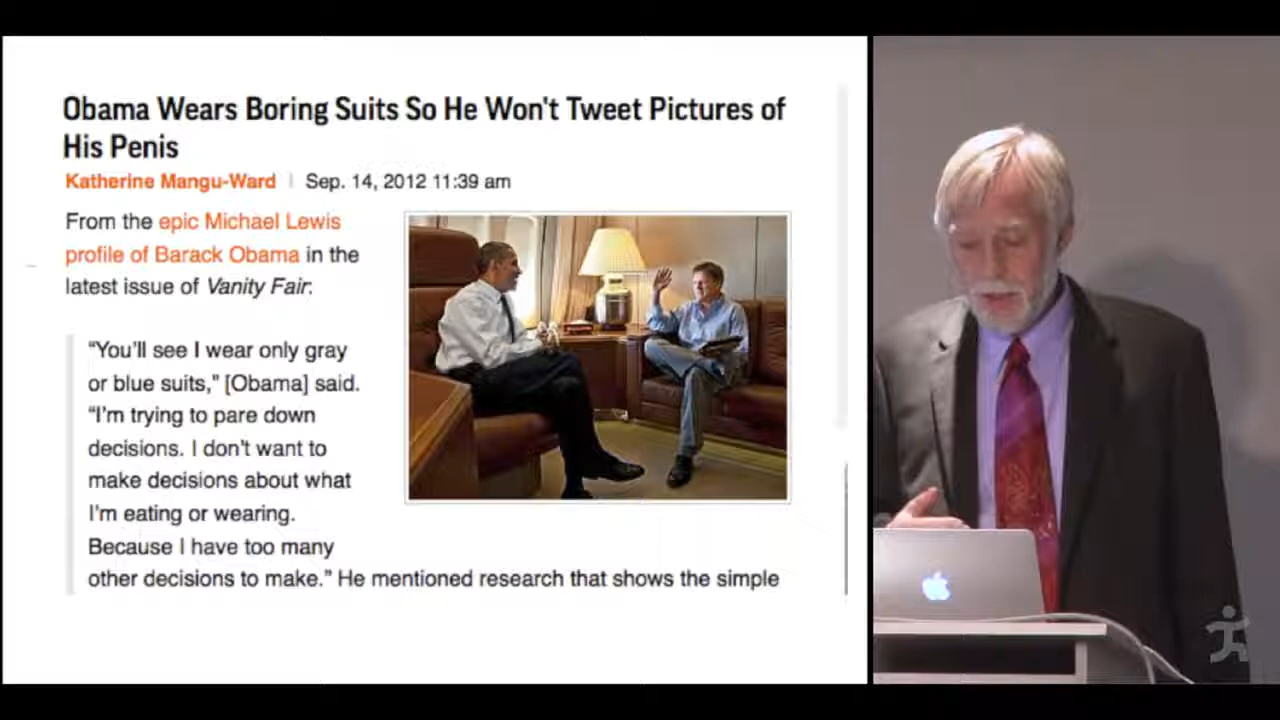 Obama Wears Boring Suits So He Won't Tweet Pictures of
His Penis
Katherine Mangu-Ward | Sep. 14, 2012 11:39 am
From the epic Michael Lewis
profile of Barack Obama in the
latest issue of Vanity Fair:
“You'll see I wear only gray
or blue suits,” [Obama] said.
“I'm trying to pare down
decisions. I don't want to
make decisions about what
I'm eating or wearing.
Because I have too many
other decisions to make.” He mentioned research that shows the simple